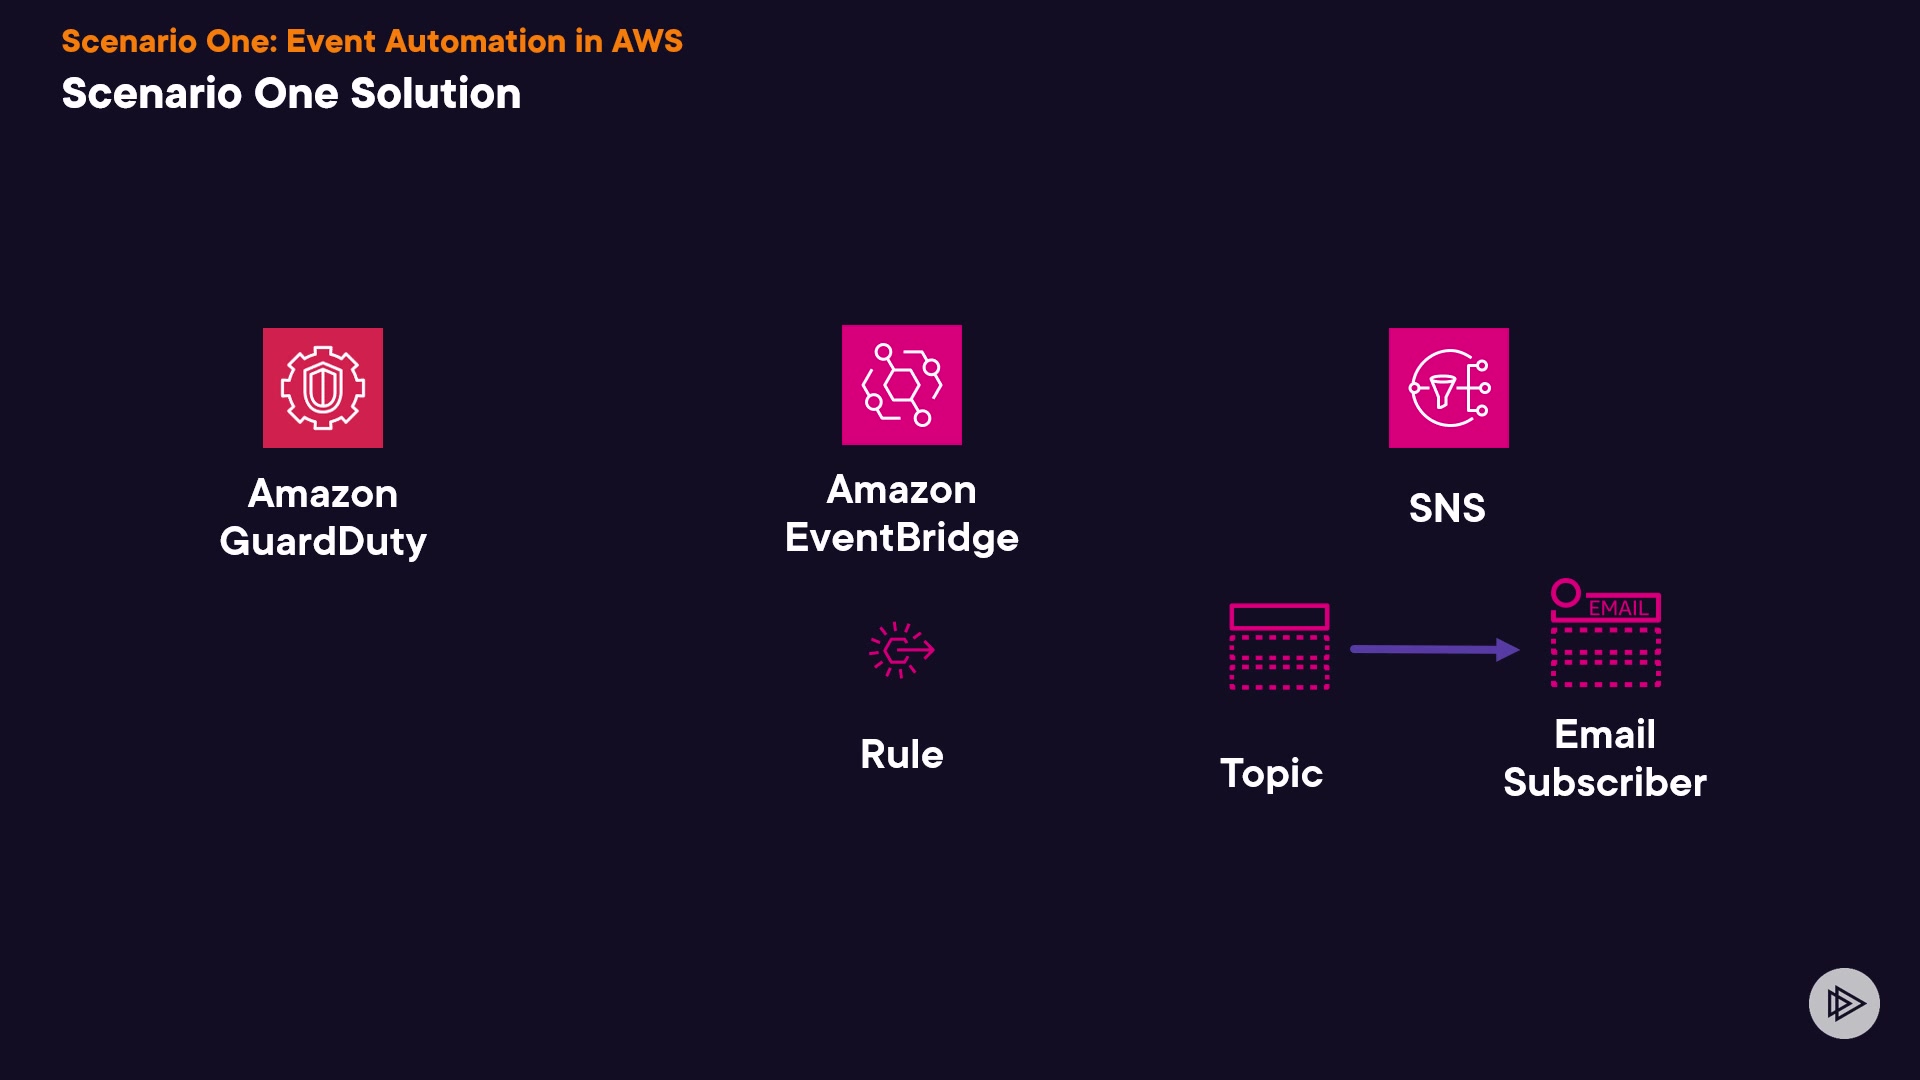 Scenario One: Event Automation in AWS
Scenario One Solution
Amazon
GuardDuty
Amazon
EventBridge
SNS
Rule
Topic
EMAIL
Email
Subscriber